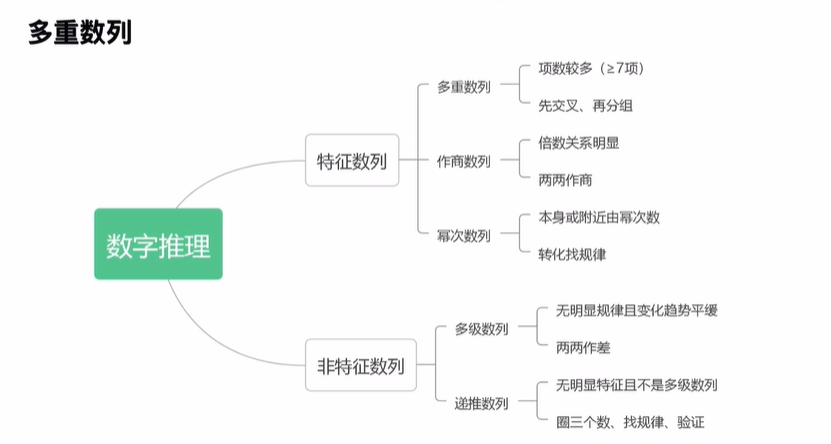 多重数列
数字推理
特征数列
多重数列
项数较多（≥7项）
先交叉、再分组
作商数列
倍数关系明显
两两作商
幂次数列
本身或附近由幂次数
转化找规律
非特征数列
多级数列
无明显规律且变化趋势平缓
两两作差
递推数列
无明显特征且不是多级数列
圈三个数、找规律、验证